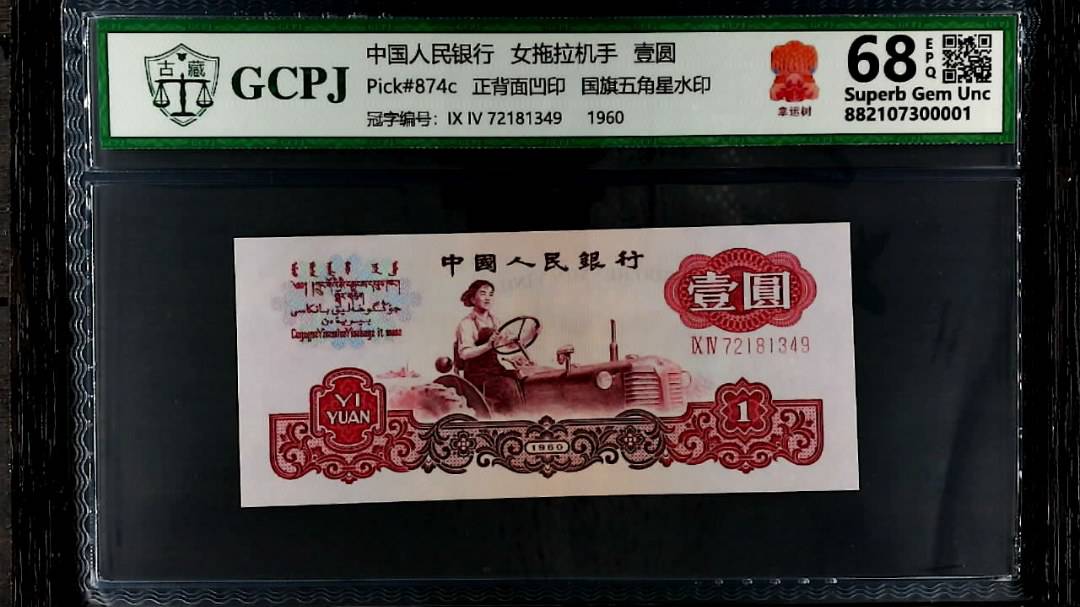 古 藏
GCPJ
中国人民银行 女拖拉机手 壹圆
Pick#874c 正背面凹印 国旗五角星水印
冠字编号: IX IV 72181349 1960
幸运树
68 EPQ
Superb Gem Unc
882107300001
中國人民銀行
壹圓
IX IV 72181349
YI
YUAN
1960
1